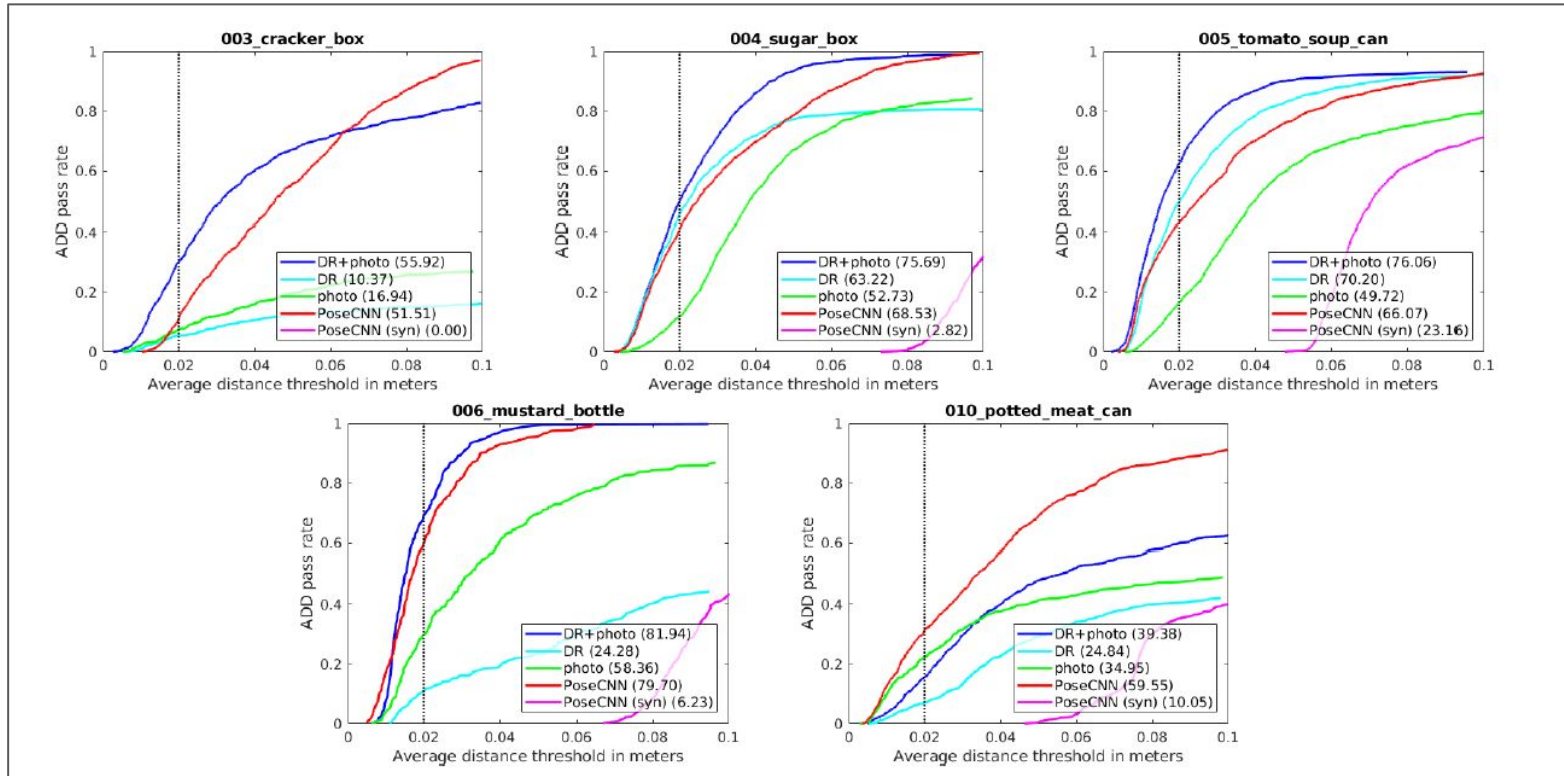 003_cracker_box
ADD pass rate
1
0.8
0.6
0.4
0.2
0
DR+photo (55.92)
DR (10.37)
photo (16.94)
PoseCNN (51.51)
PoseCNN (syn) (0.00)
0 0.02 0.04 0.06 0.08 0.1
Average distance threshold in meters
004_sugar_box
ADD pass rate
1
0.8
0.6
0.4
0.2
0
DR+photo (75.69)
DR (63.22)
photo (52.73)
PoseCNN (68.53)
PoseCNN (syn) (2.82)
0 0.02 0.04 0.06 0.08 0.1
Average distance threshold in meters
005_tomato_soup_can
ADD pass rate
1
0.8
0.6
0.4
0.2
0
DR+photo (76.06)
DR (70.20)
photo (49.72)
PoseCNN (66.07)
PoseCNN (syn) (23.16)
0 0.02 0.04 0.06 0.08 0.1
Average distance threshold in meters
006_mustard_bottle
ADD pass rate
1
0.8
0.6
0.4
0.2
0
DR+photo (81.94)
DR (24.28)
photo (58.36)
PoseCNN (79.70)
PoseCNN (syn) (6.23)
0 0.02 0.04 0.06 0.08 0.1
Average distance threshold in meters
010_potted_meat_can
ADD pass rate
1
0.8
0.6
0.4
0.2
0
DR+photo (39.38)
DR (24.84)
photo (34.95)
PoseCNN (59.55)
PoseCNN (syn) (10.05)
0 0.02 0.04 0.06 0.08 0.1
Average distance threshold in meters